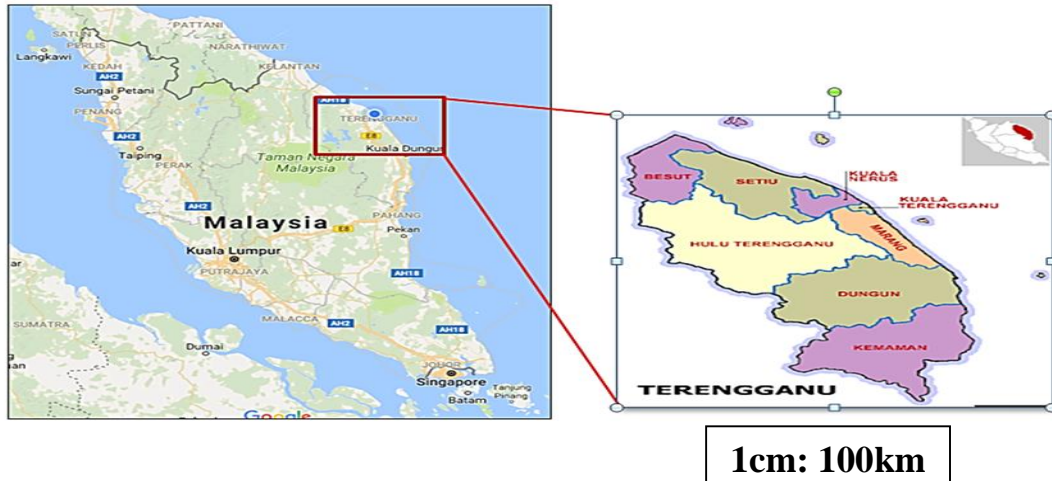 PATTANI
SATUN
PERLIS
NARATHIWAT
Langkawi
KEDAH
AH2
KELANTAN
Sungai Petani
AH18
PENANG
TERENGGANU
AH2
E8
Kuala Dungun
Taiping
Taman Negara
Malaysia
PERAK
PAHANG
Malaysia
E8
Pekan
Kuala Lumpur
PUTRAJAYA
AH18
MALACCA
AH2
AH18
SUMATRA
Dumai
JOHOR
Singapore
Batam
Tanjung
Pinang
Google
BESUT
SETIU
KUALA
NERUS
KUALA
TERENGGANU
MARANG
HULU TERENGGANU
DUNGUN
KEMAMAN
TERENGGANU
1cm: 100km